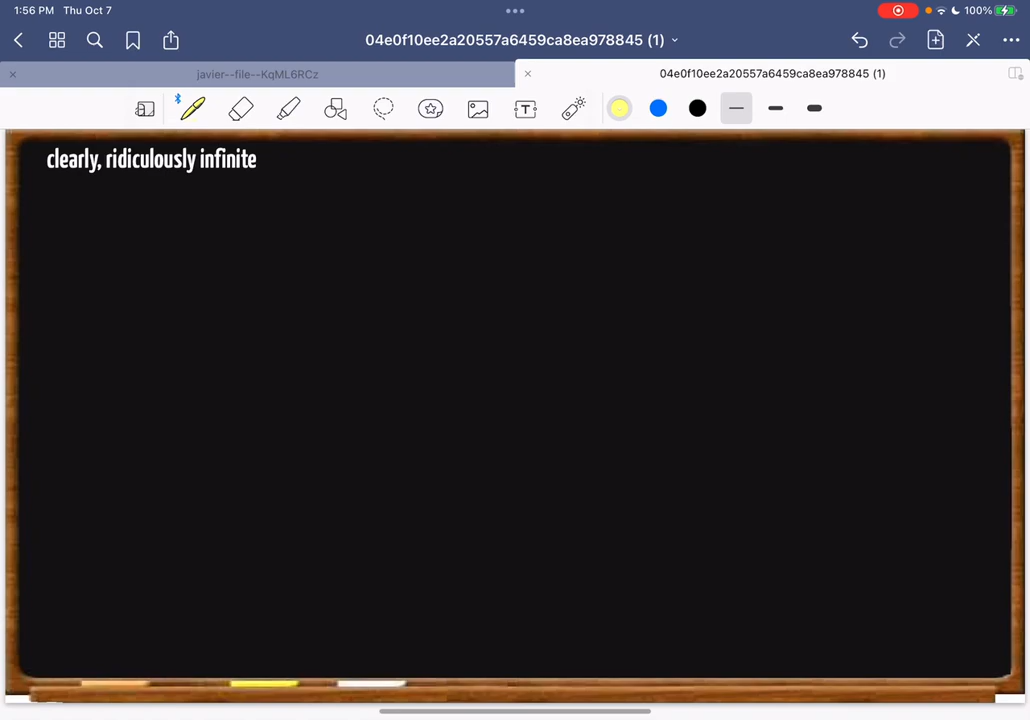 1:56 PM Thu Oct 7
100%
04e0f10ee2a20557a6459ca8ea978845 (1)
javier--file--KqML6RCz
04e0f10ee2a20557a6459ca8ea978845 (1)
T
clearly, ridiculously infinite